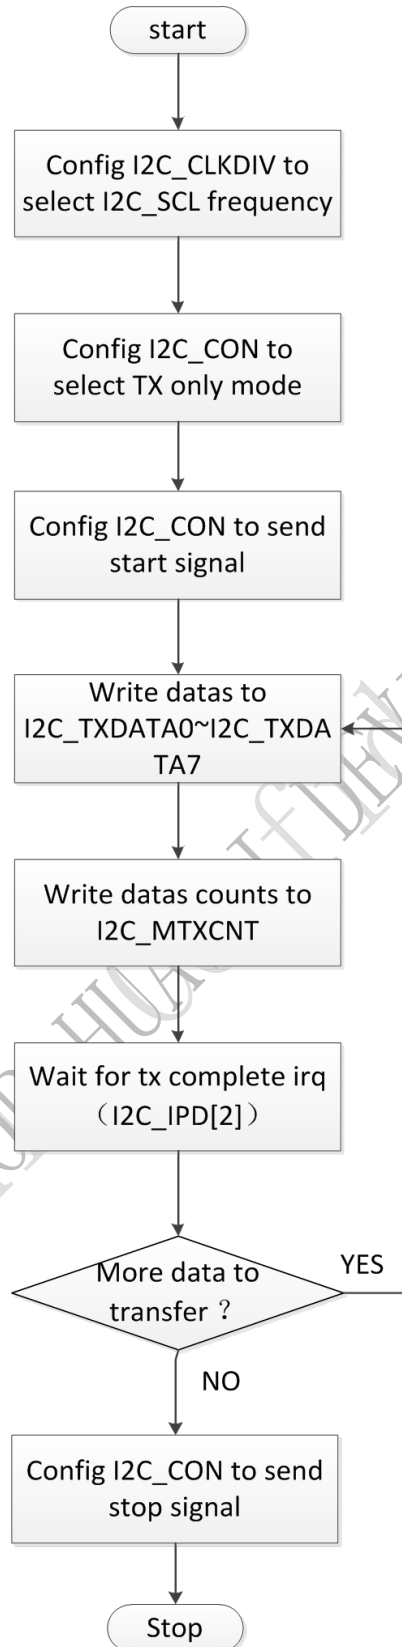 start
Config I2C_CLKDIV to
select I2C_SCL frequency
Config I2C_CON to
select TX only mode
Config I2C_CON to send
start signal
Write datas to
I2C_TXDATA0~I2C_TXDA
TA7
Write datas counts to
I2C_MTXCNT
Wait for tx complete irq
（I2C_IPD[2]）
More data to
transfer ？
YES
NO
Config I2C_CON to send
stop signal
Stop